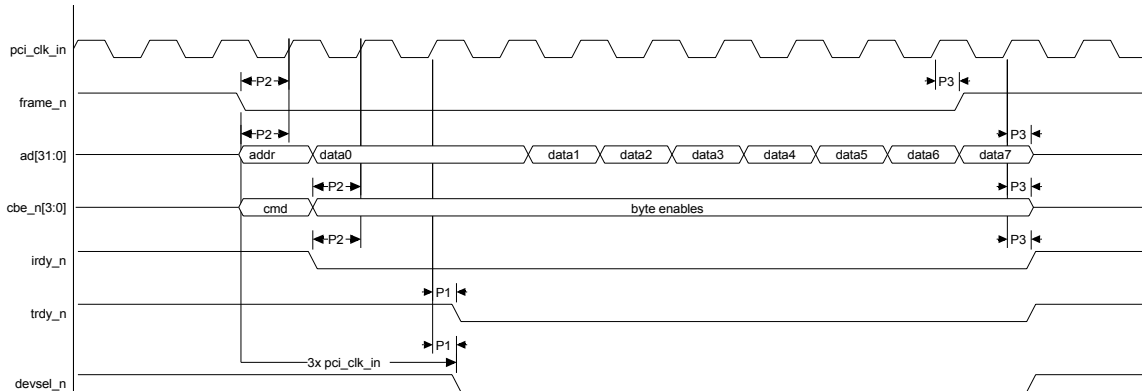 pci_clk_in
P2
P3
frame_n
P2
P3
ad[31:0]
addr
data0
data1
data2
data3
data4
data5
data6
data7
P2
P3
cbe_n[3:0]
cmd
byte enables
P2
P3
irdy_n
P1
trdy_n
P1
3x pci_clk_in
devsel_n